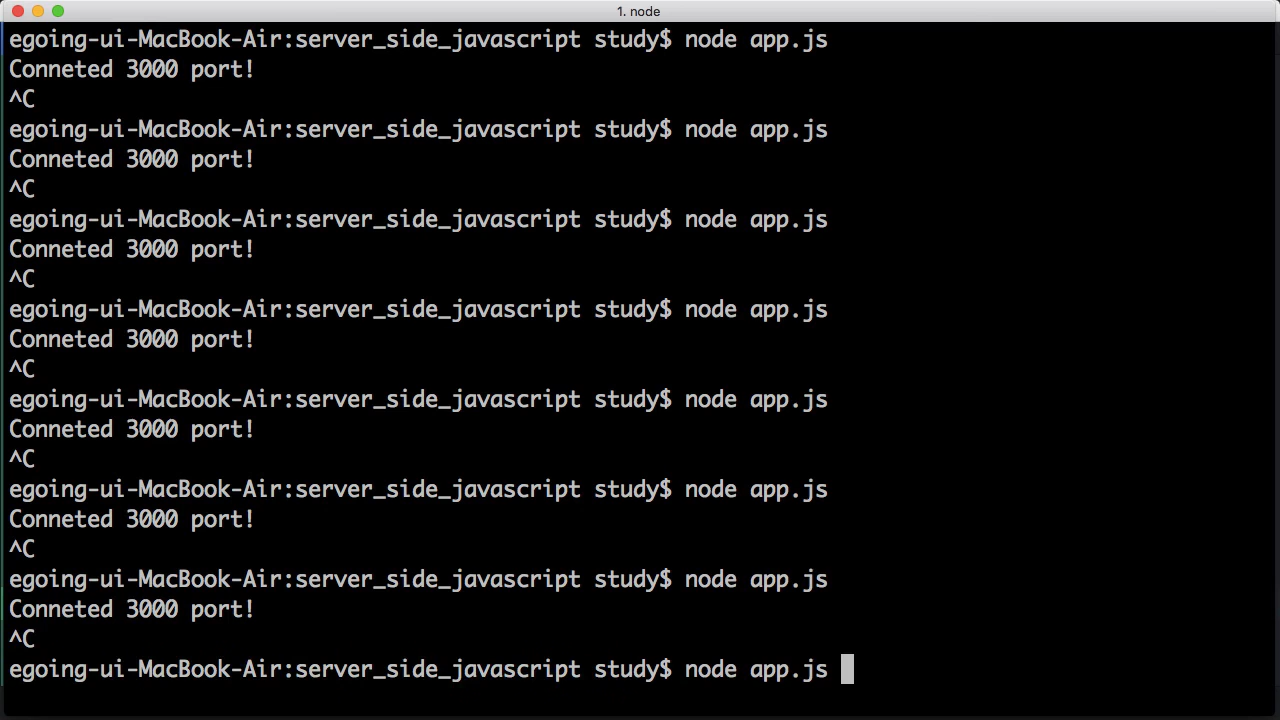 1. node
egoing-ui-MacBook-Air:server_side_javascript study$ node app.js
Conneted 3000 port!
^C
egoing-ui-MacBook-Air:server_side_javascript study$ node app.js
Conneted 3000 port!
^C
egoing-ui-MacBook-Air:server_side_javascript study$ node app.js
Conneted 3000 port!
^C
egoing-ui-MacBook-Air:server_side_javascript study$ node app.js
Conneted 3000 port!
^C
egoing-ui-MacBook-Air:server_side_javascript study$ node app.js
Conneted 3000 port!
^C
egoing-ui-MacBook-Air:server_side_javascript study$ node app.js
Conneted 3000 port!
^C
egoing-ui-MacBook-Air:server_side_javascript study$ node app.js
Conneted 3000 port!
^C
egoing-ui-MacBook-Air:server_side_javascript study$ node app.js